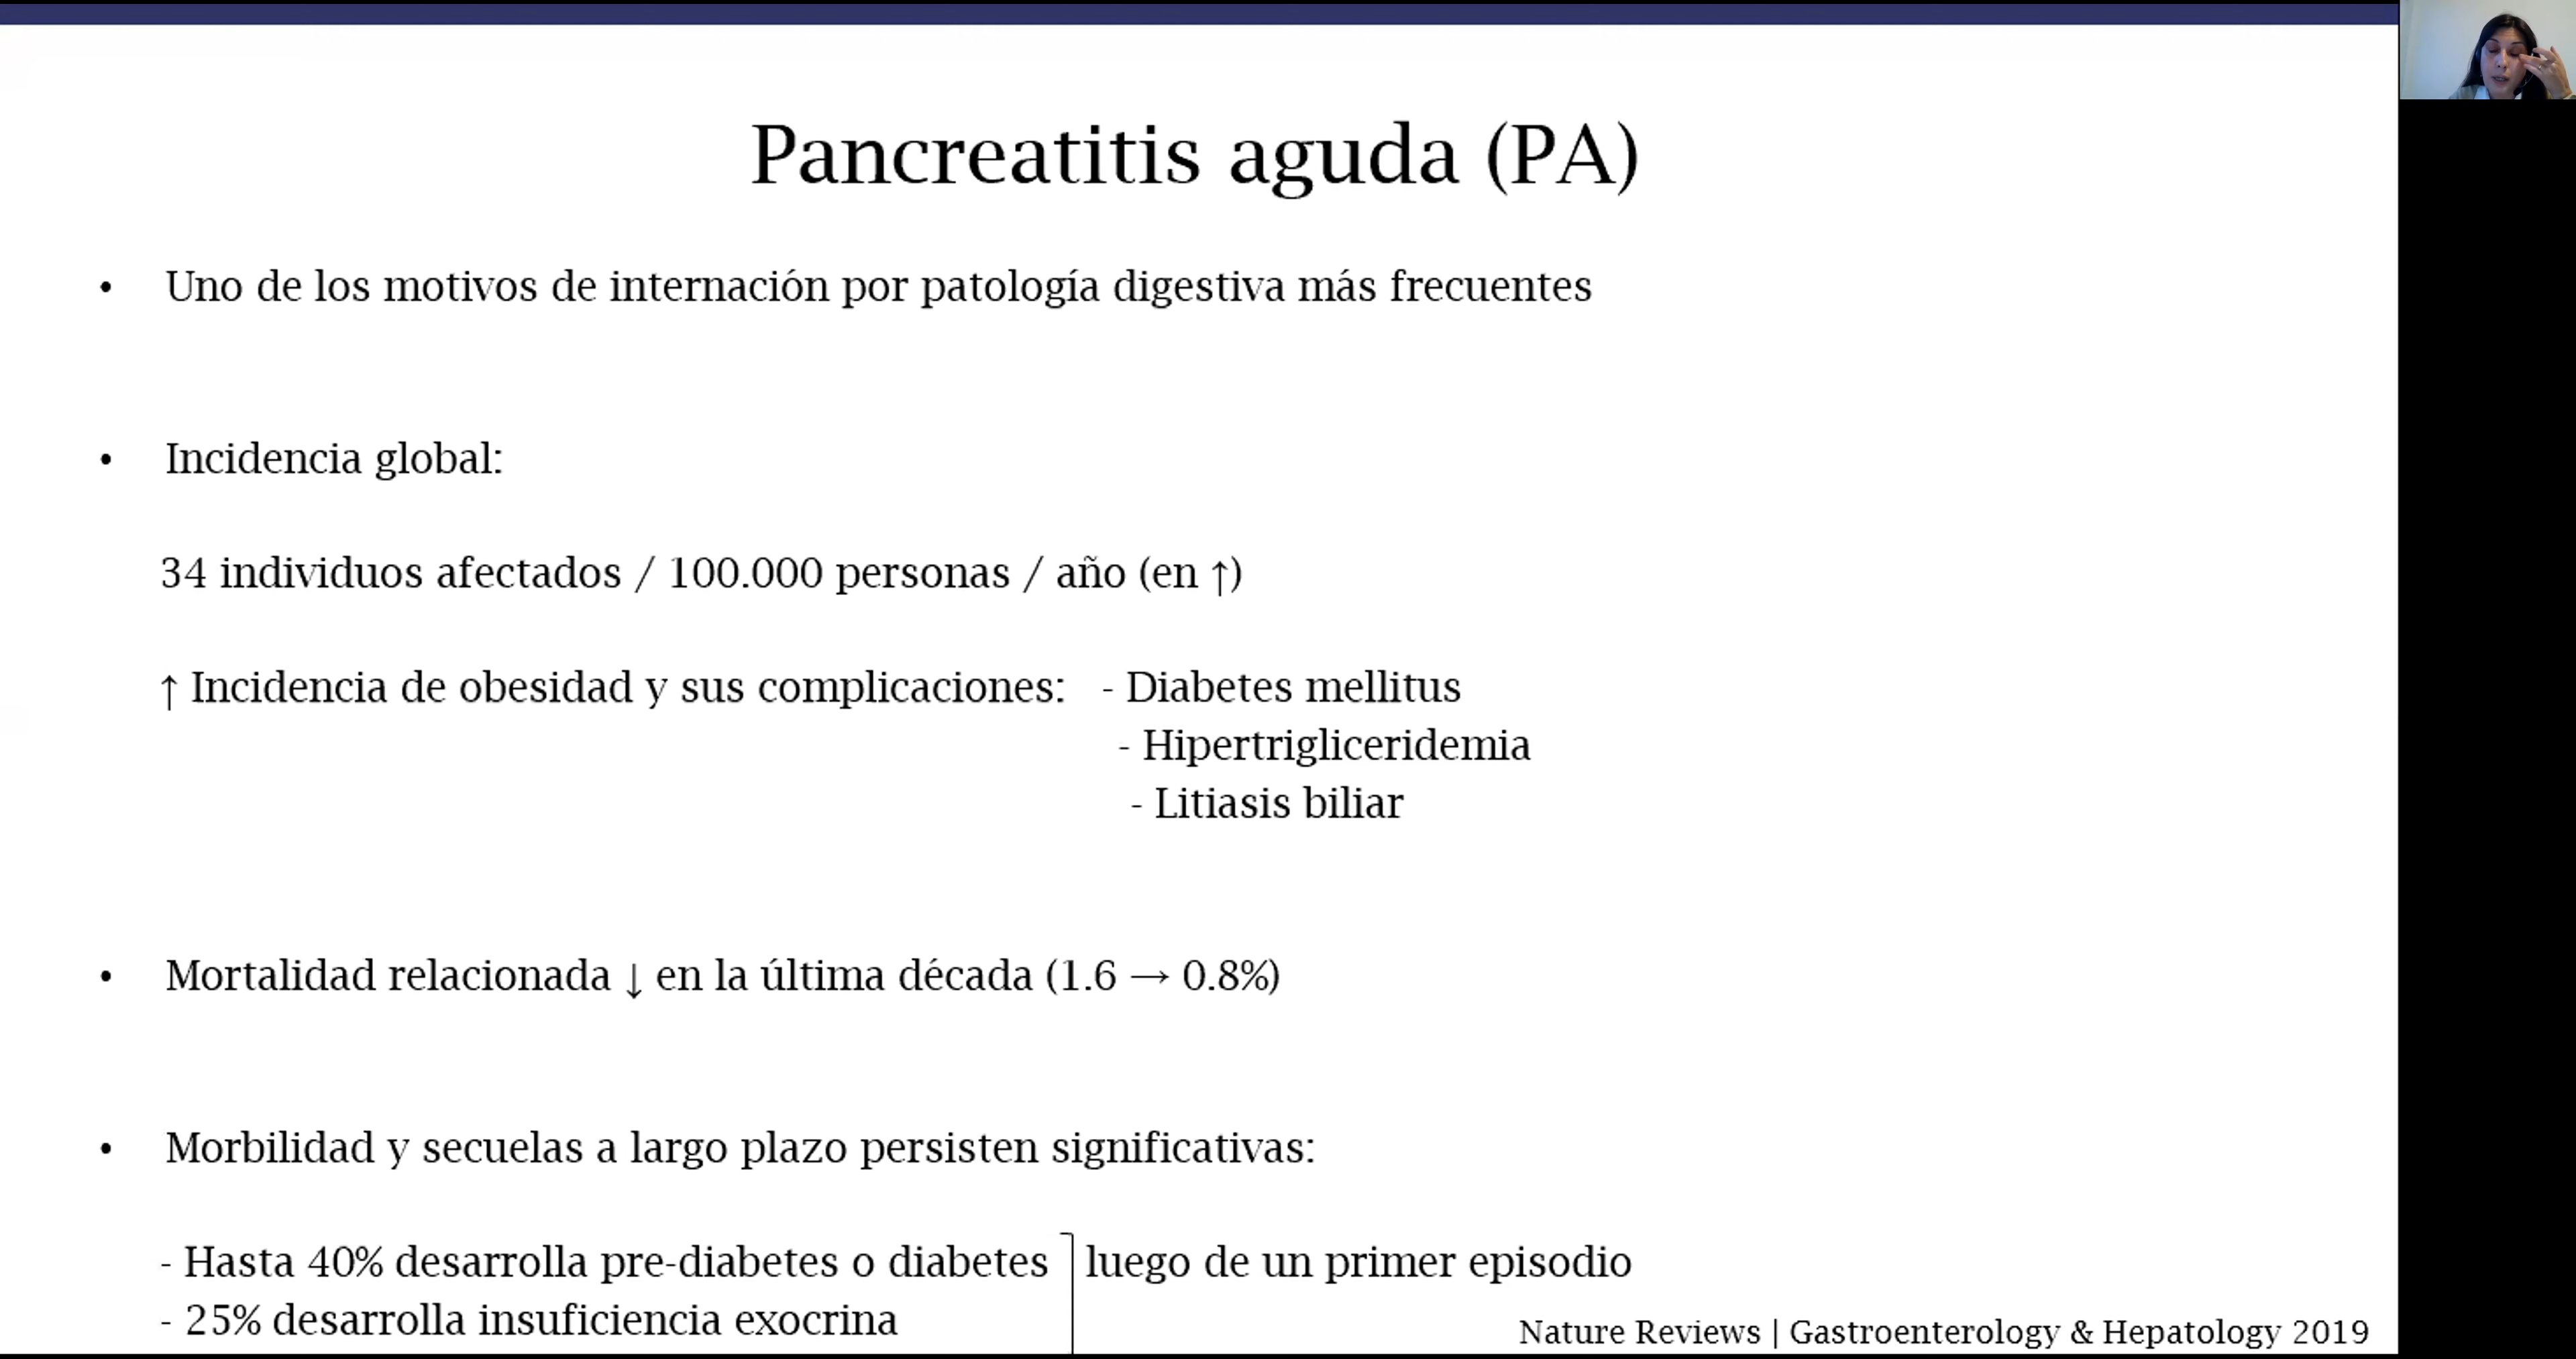 Pancreatitis aguda (PA)
• Uno de los motivos de internación por patología digestiva más frecuentes
• Incidencia global:
34 individuos afectados / 100.000 personas / año (en ↑)
↑ Incidencia de obesidad y sus complicaciones: - Diabetes mellitus
- Hipertrigliceridemia
- Litiasis biliar
• Mortalidad relacionada ↓ en la última década (1.6 → 0.8%)
• Morbilidad y secuelas a largo plazo persisten significativas:
- Hasta 40% desarrolla pre-diabetes o diabetes luego de un primer episodio
- 25% desarrolla insuficiencia exocrina
Nature Reviews | Gastroenterology & Hepatology 2019